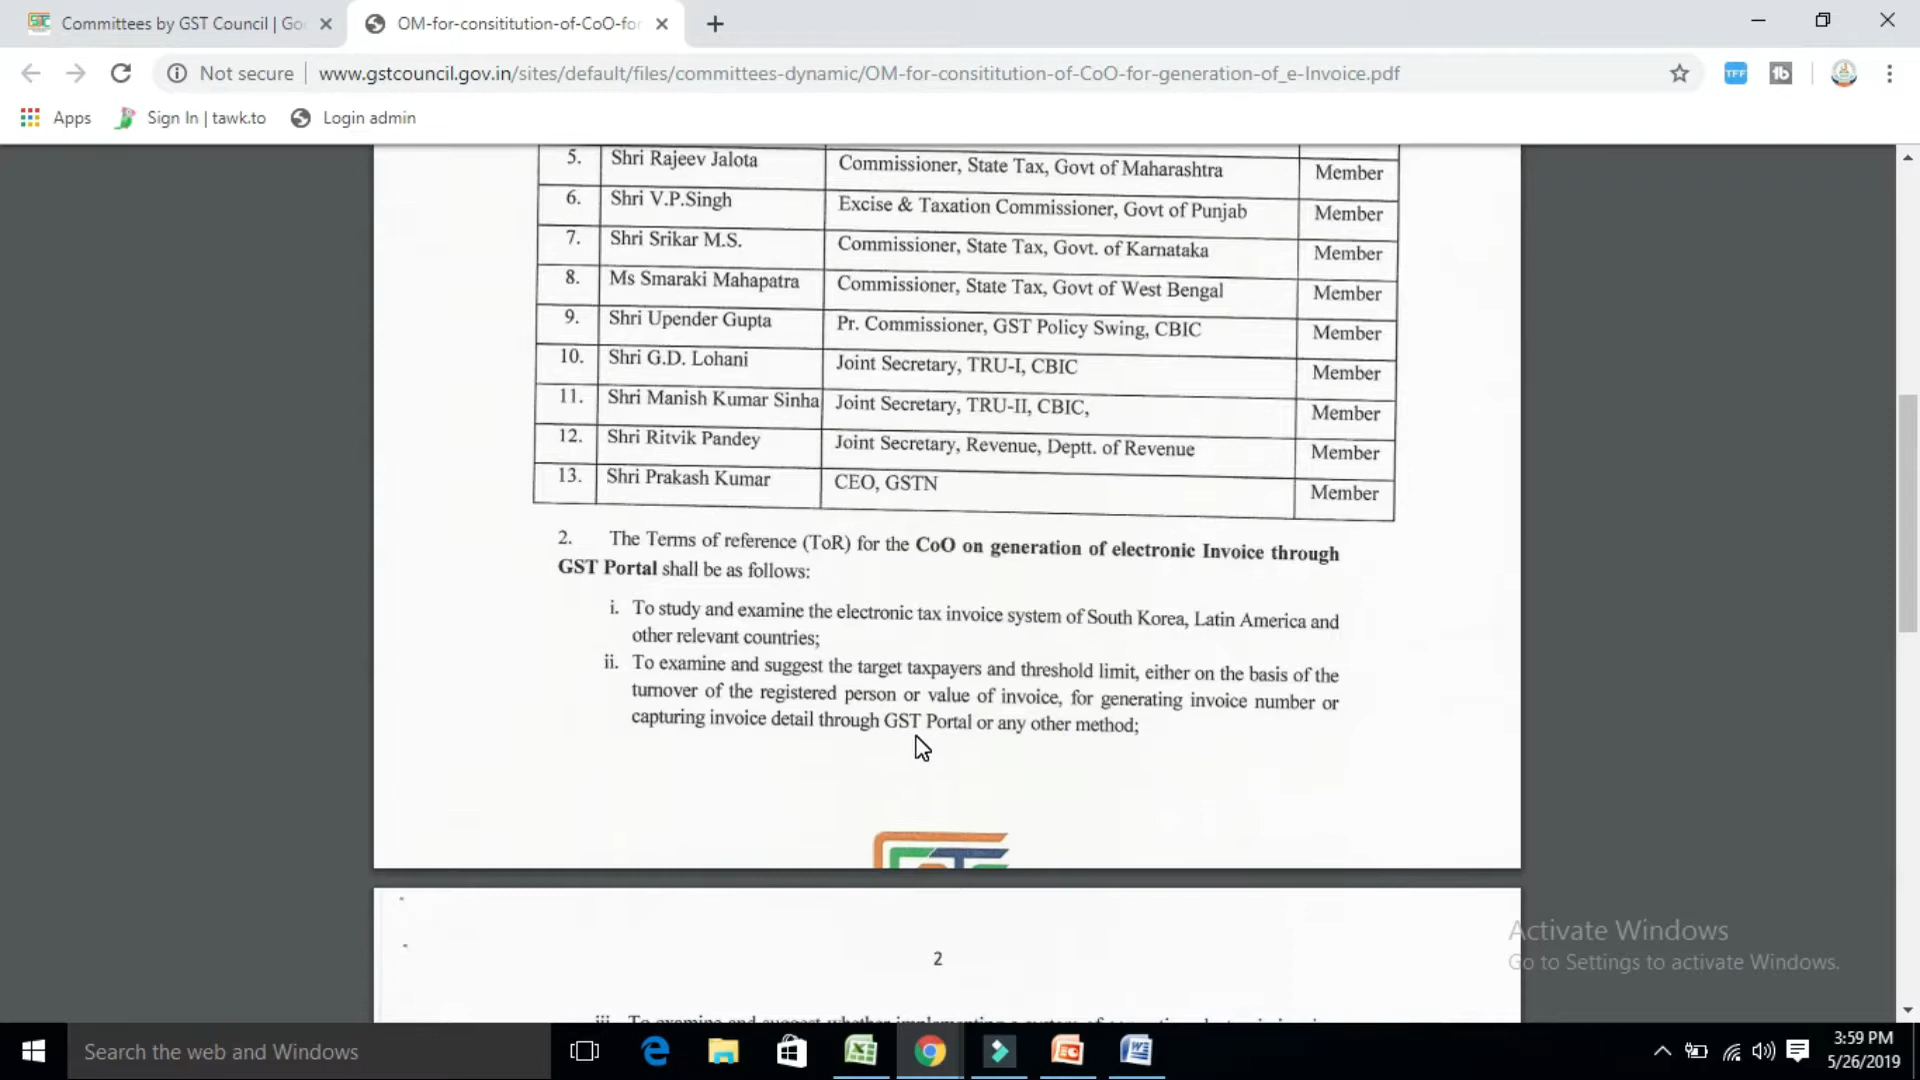 Committees by GST Council | Go
OM-for-consititution-of-CoO-for
Not secure
www.gstcouncil.gov.in/sites/default/files/committees-dynamic/OM-for-consititution-of-CoO-for-generation-of_e-Invoice.pdf
TFF
Apps
Sign In | tawk.to
Login admin
5. Shri Rajeev Jalota Commissioner, State Tax, Govt of Maharashtra Member
6. Shri V.P.Singh Excise & Taxation Commissioner, Govt of Punjab Member
7. Shri Srikar M.S. Commissioner, State Tax, Govt. of Karnataka Member
8. Ms Smaraki Mahapatra Commissioner, State Tax, Govt of West Bengal Member
9. Shri Upender Gupta Pr. Commissioner, GST Policy Swing, CBIC Member
10. Shri G.D. Lohani Joint Secretary, TRU-I, CBIC Member
11. Shri Manish Kumar Sinha Joint Secretary, TRU-II, CBIC, Member
12. Shri Ritvik Pandey Joint Secretary, Revenue, Deptt. of Revenue Member
13. Shri Prakash Kumar CEO, GSTN Member
2. The Terms of reference (ToR) for the CoO on generation of electronic Invoice through
GST Portal shall be as follows:
i. To study and examine the electronic tax invoice system of South Korea, Latin America and
other relevant countries;
ii. To examine and suggest the target taxpayers and threshold limit, either on the basis of the
turnover of the registered person or value of invoice, for generating invoice number or
capturing invoice detail through GST Portal or any other method;
2
iii. To examine and suggest whether implementing a system of
Activate Windows
Go to Settings to activate Windows.
Search the web and Windows
3:59 PM
5/26/2019